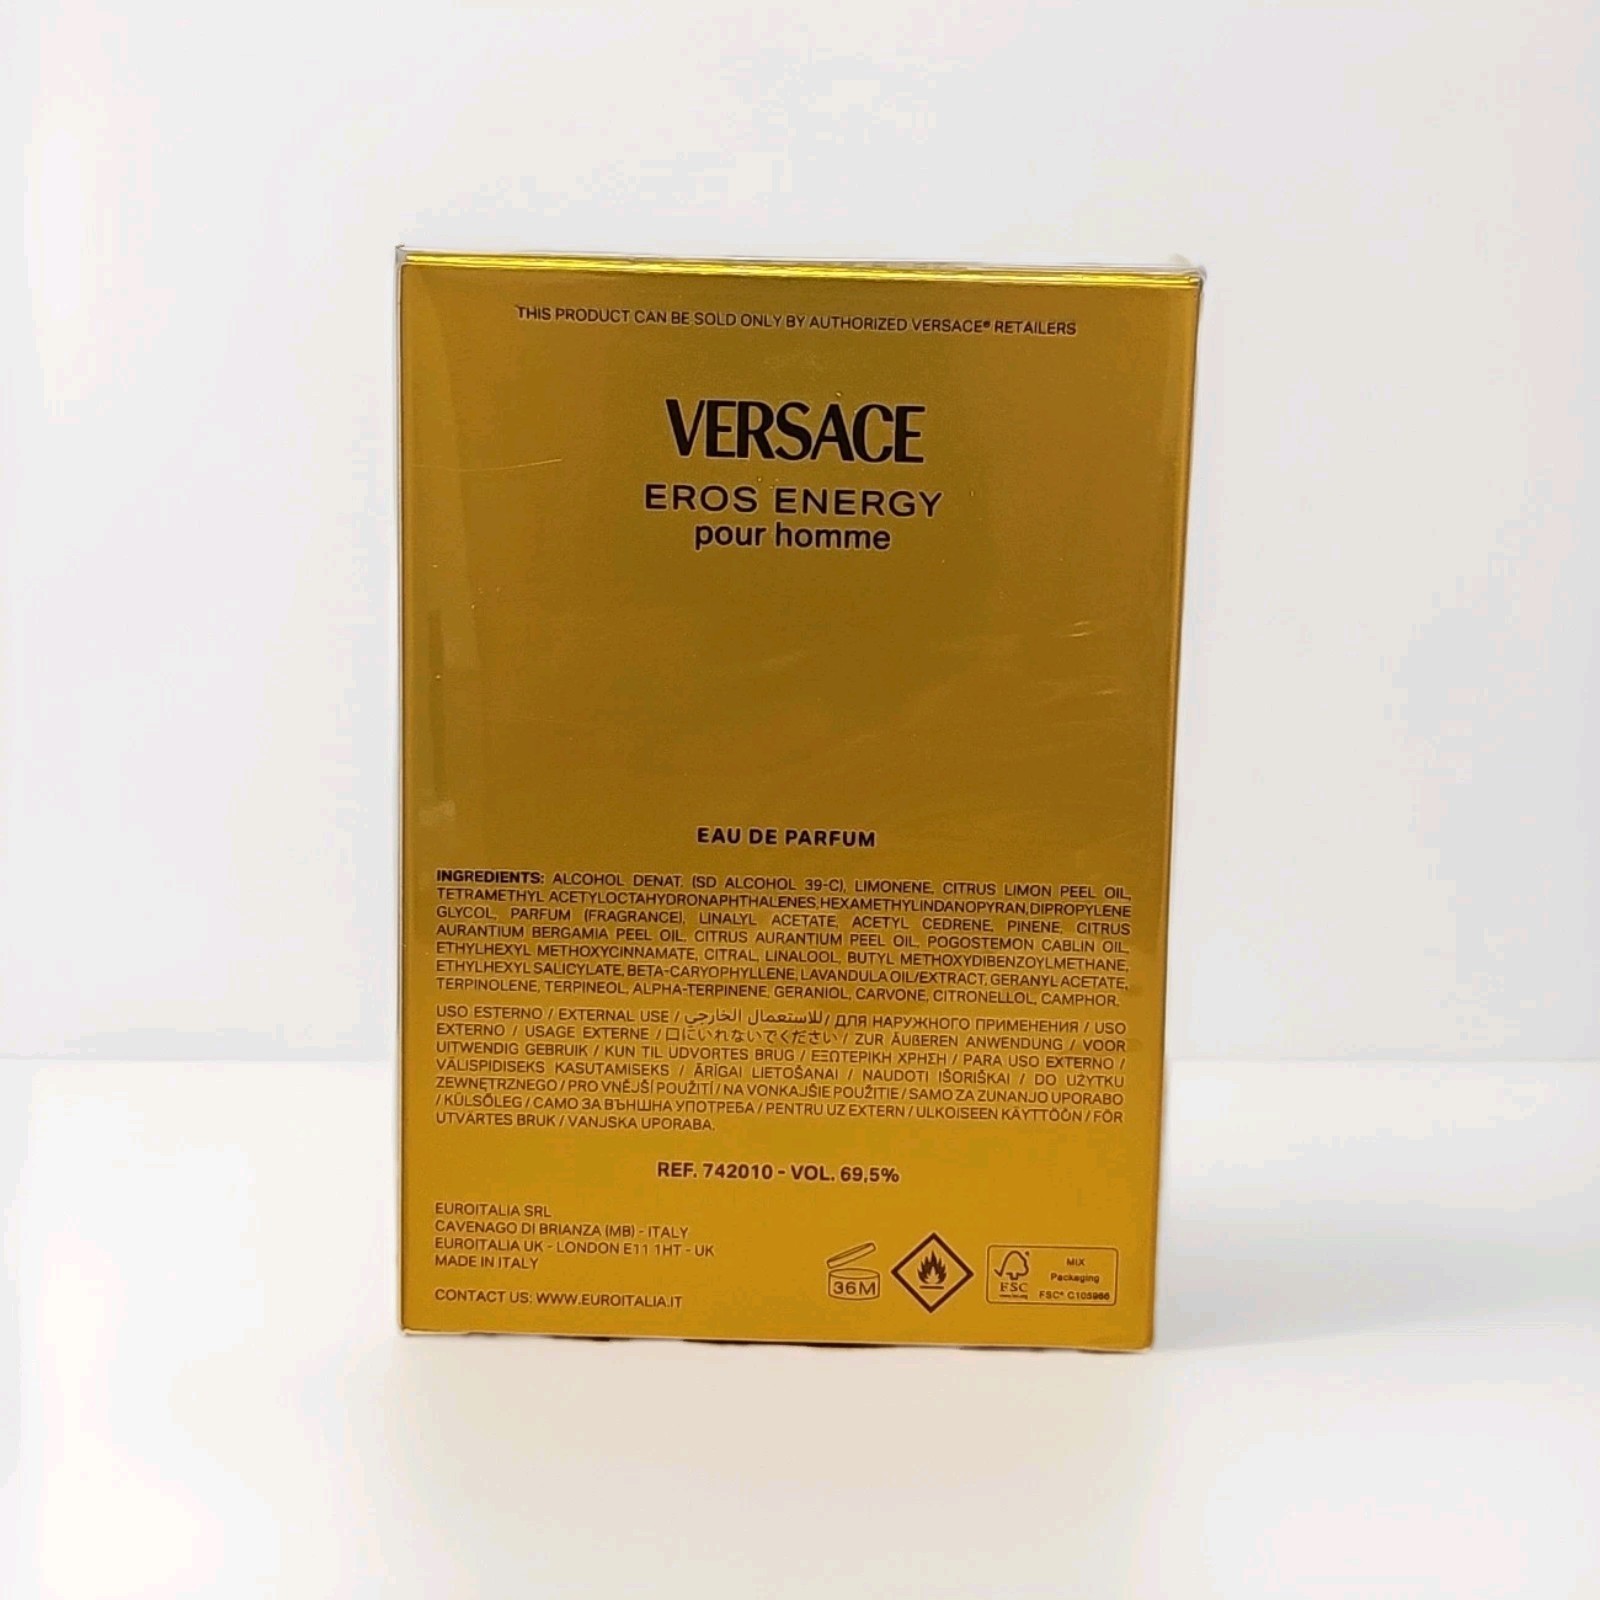 THIS PRODUCT CAN BE SOLD ONLY BY AUTHORIZED VERSACE® RETAILERS
VERSACE
EROS ENERGY
pour homme
EAU DE PARFUM
INGREDIENTS: ALCOHOL DENAT. (SD ALCOHOL 39-C), LIMONENE, CITRUS LIMON PEEL OIL,
TETRAMETHYL ACETYLOCTAHYDRONAPHTHALENES,HEXAMETHYLINDANOPYRAN,DIPROPYLENE
GLYCOL, PARFUM (FRAGRANCE), LINALYL ACETATE, ACETYL CEDRENE, PINENE, CITRUS
AURANTIUM BERGAMIA PEEL OIL, CITRUS AURANTIUM PEEL OIL, POGOSTEMON CABLIN OIL,
ETHYLHEXYL METHOXYCINNAMATE, CITRAL, LINALOOL, BUTYL METHOXYDIBENZOYLMETHANE,
ETHYLHEXYL SALICYLATE, BETA-CARYOPHYLLENE, LAVANDULA OIL/EXTRACT, GERANYL ACETATE,
TERPINOLENE, TERPINEOL, ALPHA-TERPINENE, GERANIOL, CARVONE, CITRONELLOL, CAMPHOR.
USO ESTERNO / EXTERNAL USE / للاستعمال الخارجي / ДЛЯ НАРУЖНОГО ПРИМЕНЕНИЯ / USO
EXTERNO / USAGE EXTERNE / 口にいれないでください / ZUR ÄUßEREN ANWENDUNG / VOOR
UITWENDIG GEBRUIK / KUN TIL UDVORTES BRUG / ΕΞΩΤΕΡΙΚΗ ΧΡΗΣΗ / PARA USO EXTERNO /
VÄLISPIDISEKS KASUTAMISEKS / ĀRĪGAI LIETOŠANAI / NAUDOTI IŠORIŠKAI / DO UŻYTKU
ZEWNĘTRZNEGO / PRO VNĚJŠÍ POUŽITÍ / NA VONKAJŠIE POUŽITIE / SAMO ZA ZUNANJO UPORABO
/ KÜLSŐLEG / САМО ЗА ВЪНШНА УПОТРЕБА / PENTRU UZ EXTERN / ULKOISEEN KÄYTTÖÖN / FÖR
UTVÄRTES BRUK / VANJSKA UPORABA.
REF. 742010 - VOL. 69,5%
EUROITALIA SRL
CAVENAGO DI BRIANZA (MB) - ITALY
EUROITALIA UK - LONDON E11 1HT - UK
MADE IN ITALY
CONTACT US: WWW.EUROITALIA.IT
36M
FSC
MIX
Packaging
FSC® C105966